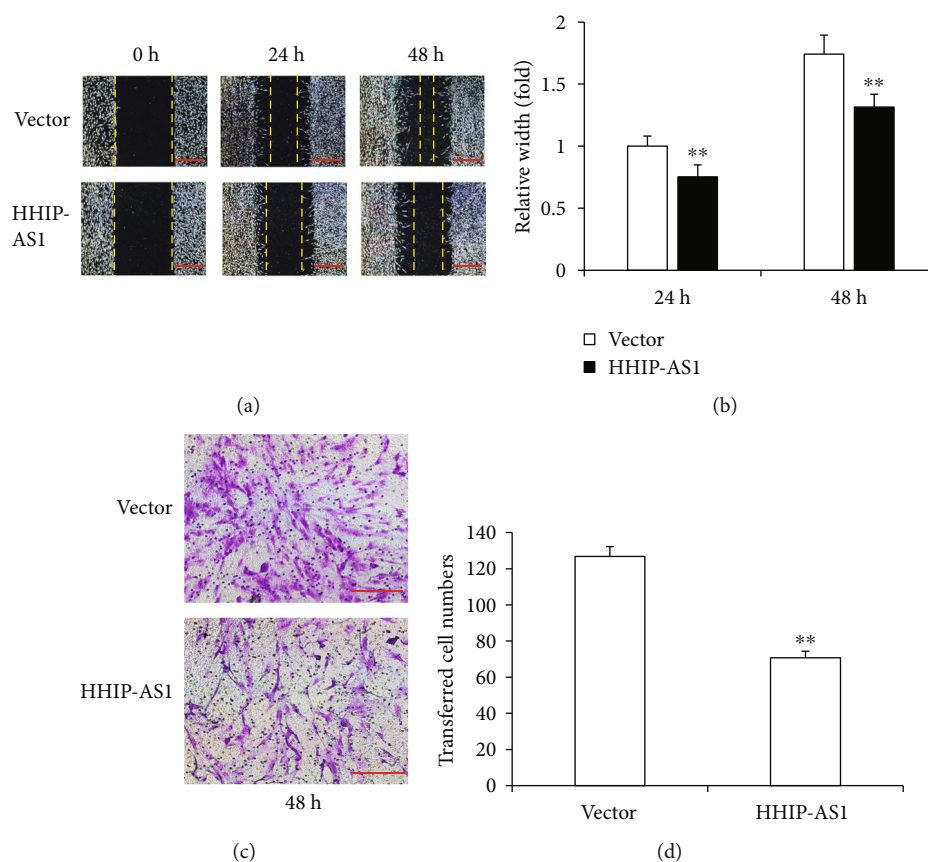 0 h
24 h
48 h
Vector
HHIP-
AS1
(a)
Relative width (fold)
2
1.5
1
0.5
0
**
**
24 h
48 h
Vector
HHIP-AS1
(b)
Vector
HHIP-AS1
48 h
(c)
Transferred cell numbers
140
120
100
80
60
40
20
0
**
Vector
HHIP-AS1
(d)